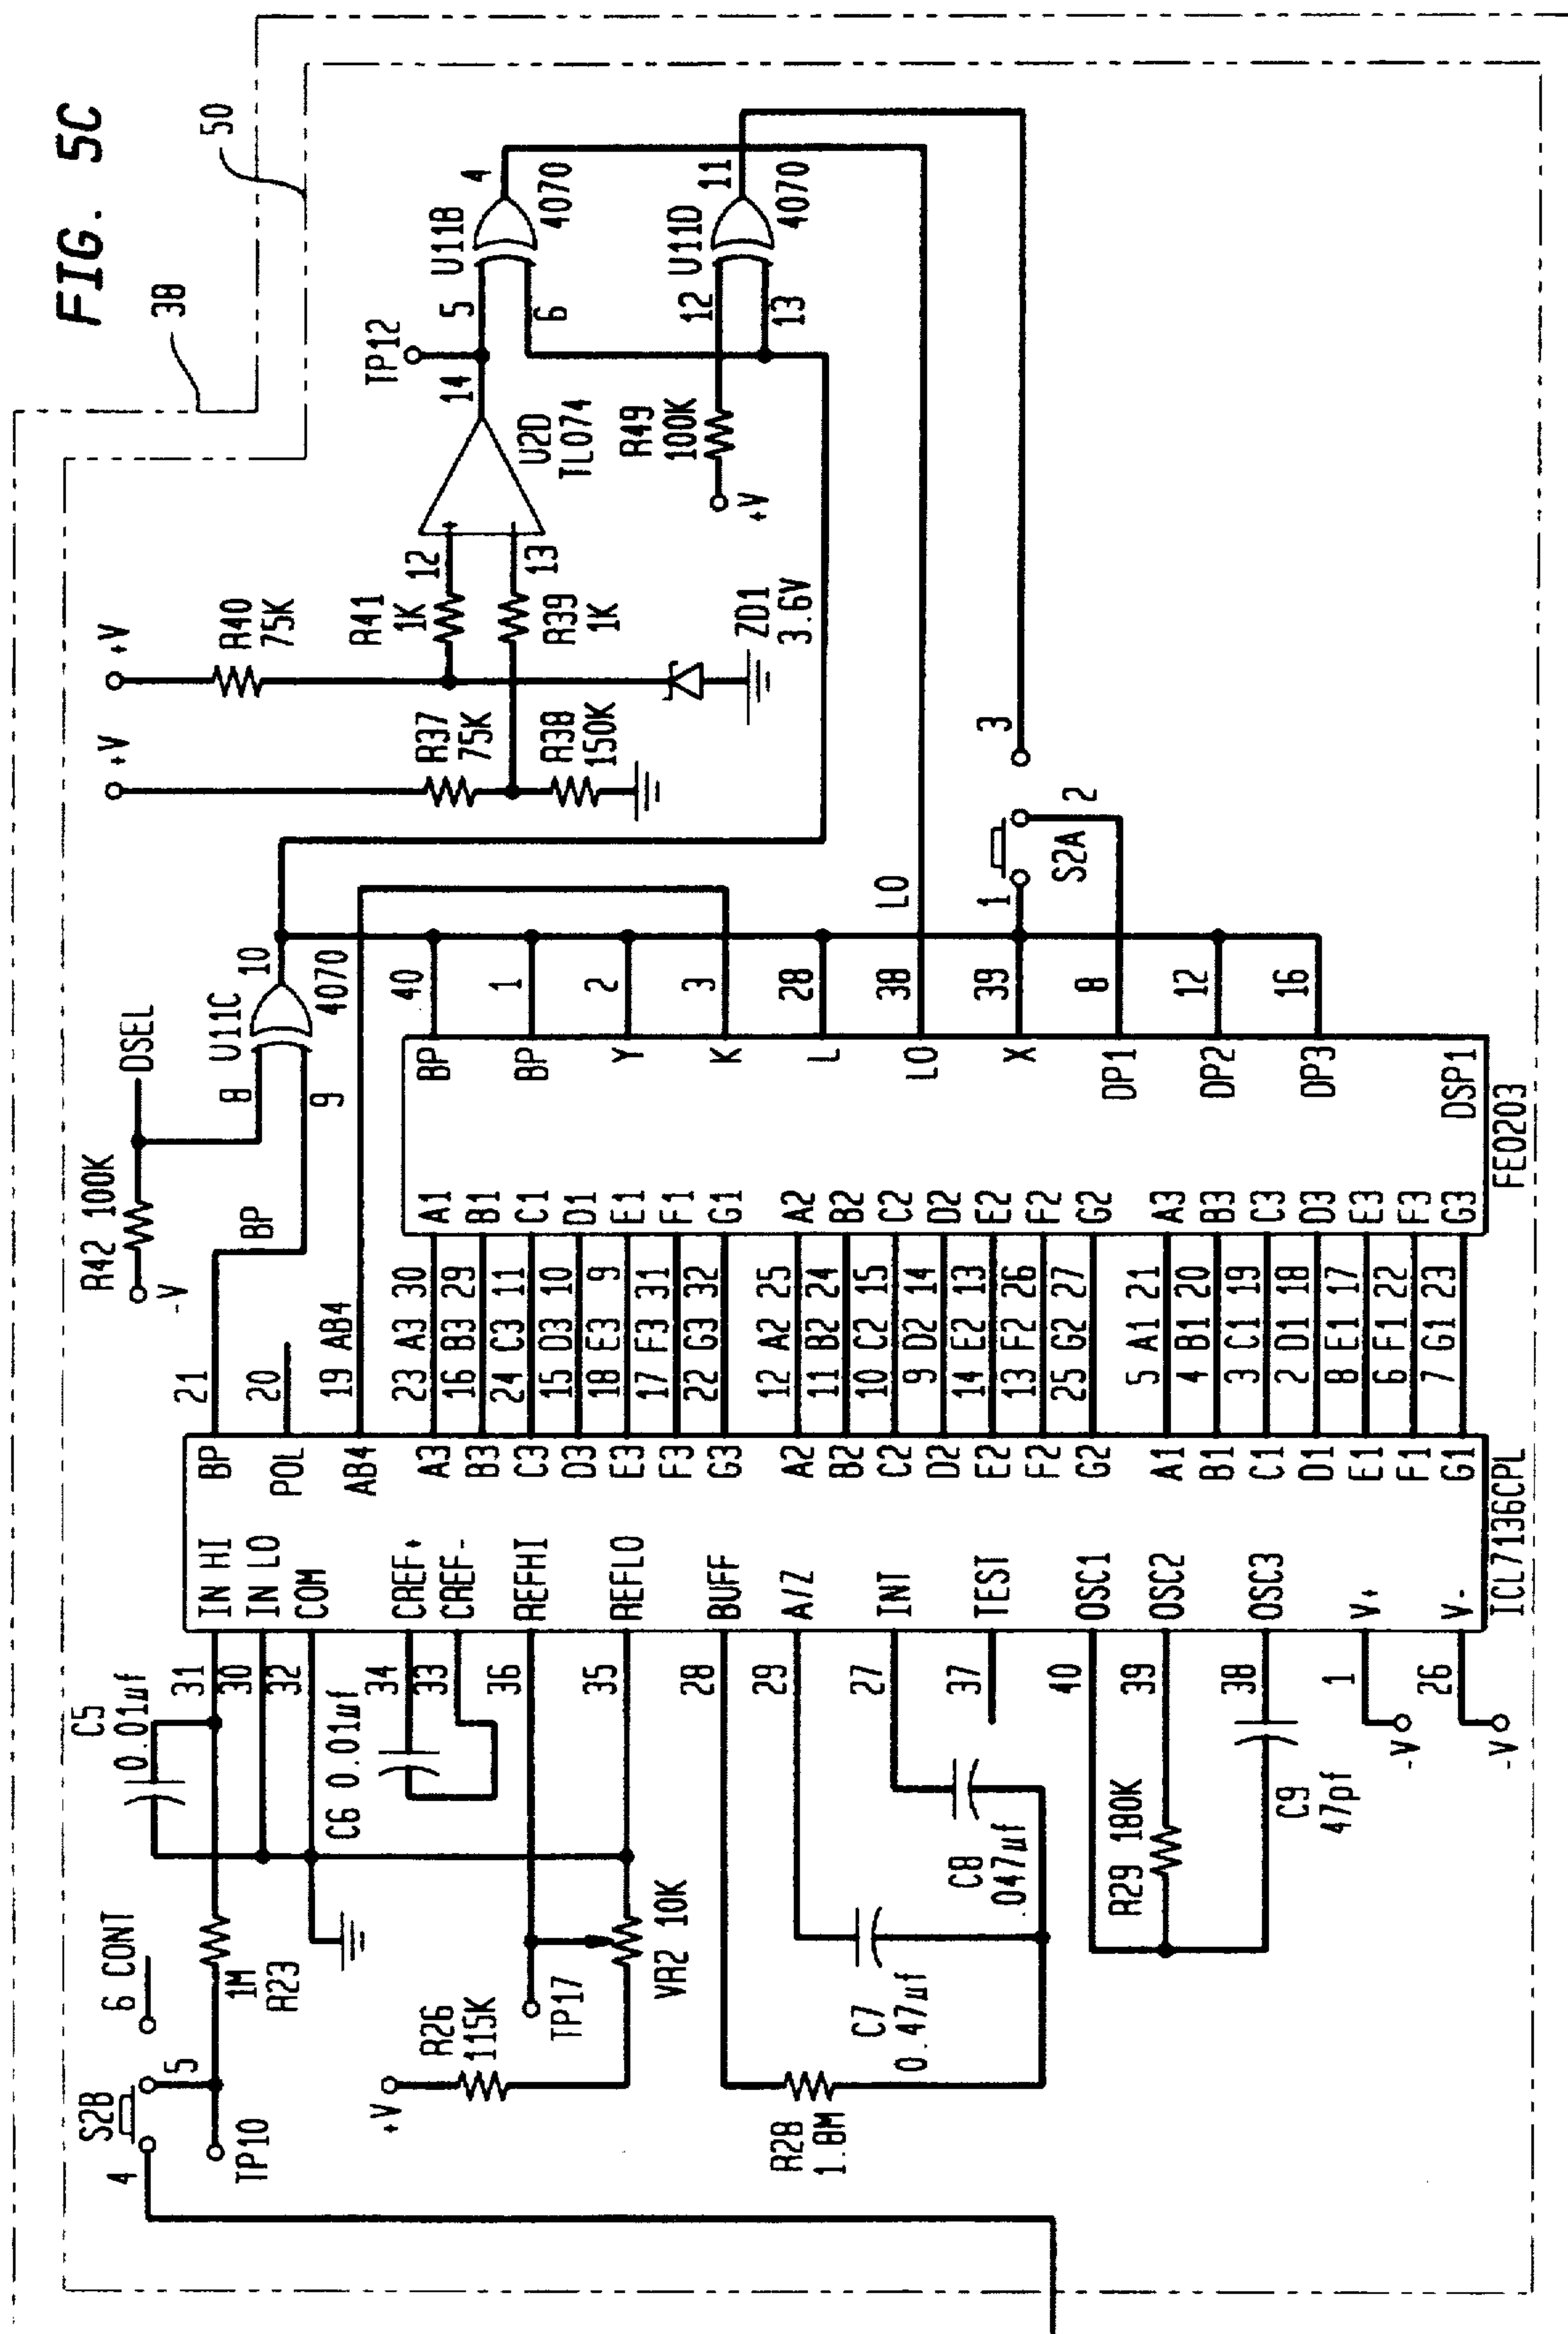 FIG. 5C
38
50
S2B
4
5
6 CONT
TP10
1M
R23
C5
0.01µf
+V
R26
115K
TP17
VR2 10K
C6 0.01µf
R28
1.8M
C7
0.47µf
C8
.047µf
R29 180K
C9
47pf
-V
-V
31 IN HI
30 IN LO
32 COM
34 CREF+
33 CREF-
36 REFHI
35 REFLO
28 BUFF
29 A/Z
27 INT
37 TEST
40 OSC1
39 OSC2
38 OSC3
1 V+
26 V-
ICL7136CPL
BP 21
POL 20
AB4 19 AB4
A3 23 A3 30 A1
B3 16 B3 29 B1
C3 24 C3 11 C1
D3 15 D3 10 D1
E3 18 E3 9 E1
F3 17 F3 31 F1
G3 22 G3 32 G1
A2 12 A2 25 A2
B2 11 B2 24 B2
C2 10 C2 15 C2
D2 9 D2 14 D2
E2 14 E2 13 E2
F2 13 F2 26 F2
G2 25 G2 27 G2
A1 5 A1 21 A3
B1 4 B1 20 B3
C1 3 C1 19 C3
D1 2 D1 18 D3
E1 8 E1 17 E3
F1 6 F1 22 F3
G1 7 G1 23 G3
BP
-V
R42 100K
DSEL
8
9
U11C
4070
10
BP 40
BP 1
Y 2
K 3
L 28
LO 38
X 39
DP1 8
DP2 12
DP3 16
DSP1
FE0203
LO
1
S2A
2
3
+V
+V
R37
75K
R38
150K
R40
75K
R41
1K
R39
1K
ZD1
3.6V
12
+
13
-
U2D
TL074
14
TP12
+V
R49
100K
5
6
U11B
4070
4
12
13
U11D
4070
11